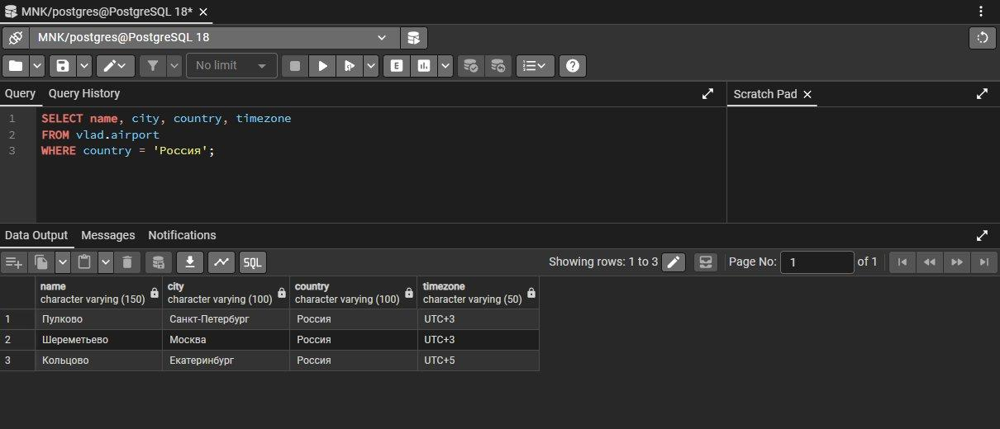 MNK/postgres@PostgreSQL 18*
MNK/postgres@PostgreSQL 18
No limit
E
Query Query History
Scratch Pad
1 SELECT name, city, country, timezone
2 FROM vlad.airport
3 WHERE country = 'Россия';
Data Output Messages Notifications
SQL
Showing rows: 1 to 3
Page No: 1 of 1
name city country timezone
character varying (150) character varying (100) character varying (100) character varying (50)
1 Пулково Санкт-Петербург Россия UTC+3
2 Шереметьево Москва Россия UTC+3
3 Кольцово Екатеринбург Россия UTC+5